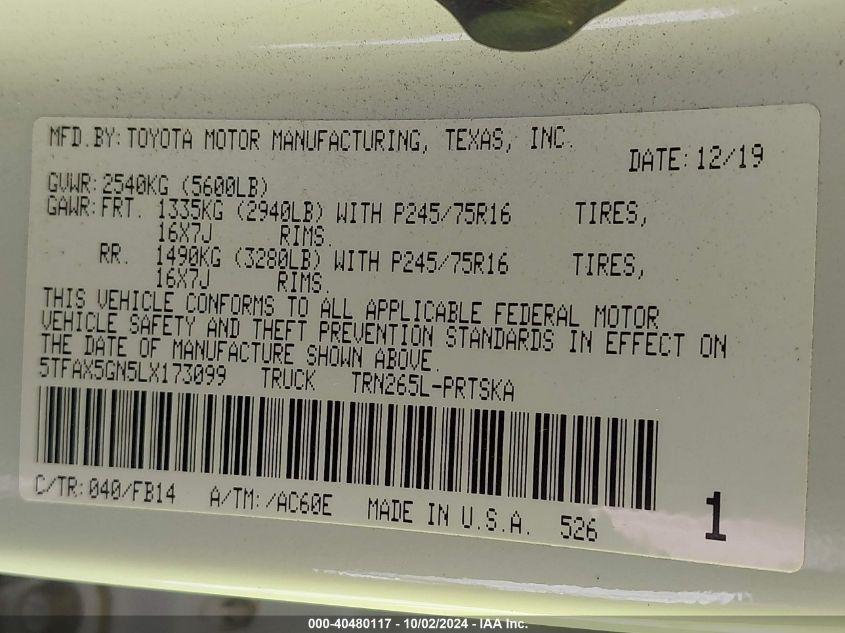 MFD.BY:TOYOTA MOTOR MANUFACTURING, TEXAS, INC.
DATE:12/19
GVWR:2540KG (5600LB)
GAWR:FRT. 1335KG (2940LB) WITH P245/75R16 TIRES,
16X7J RIMS.
RR. 1490KG (3280LB) WITH P245/75R16 TIRES,
16X7J RIMS.
THIS VEHICLE CONFORMS TO ALL APPLICABLE FEDERAL MOTOR
VEHICLE SAFETY AND THEFT PREVENTION STANDARDS IN EFFECT ON
THE DATE OF MANUFACTURE SHOWN ABOVE.
5TFAX5GN5LX173099 TRUCK TRN265L-PRTSKA
C/TR:040/FB14 A/TM:/AC60E MADE IN U.S.A. 526 1
000-40480117 - 10/02/2024 - IAA Inc.